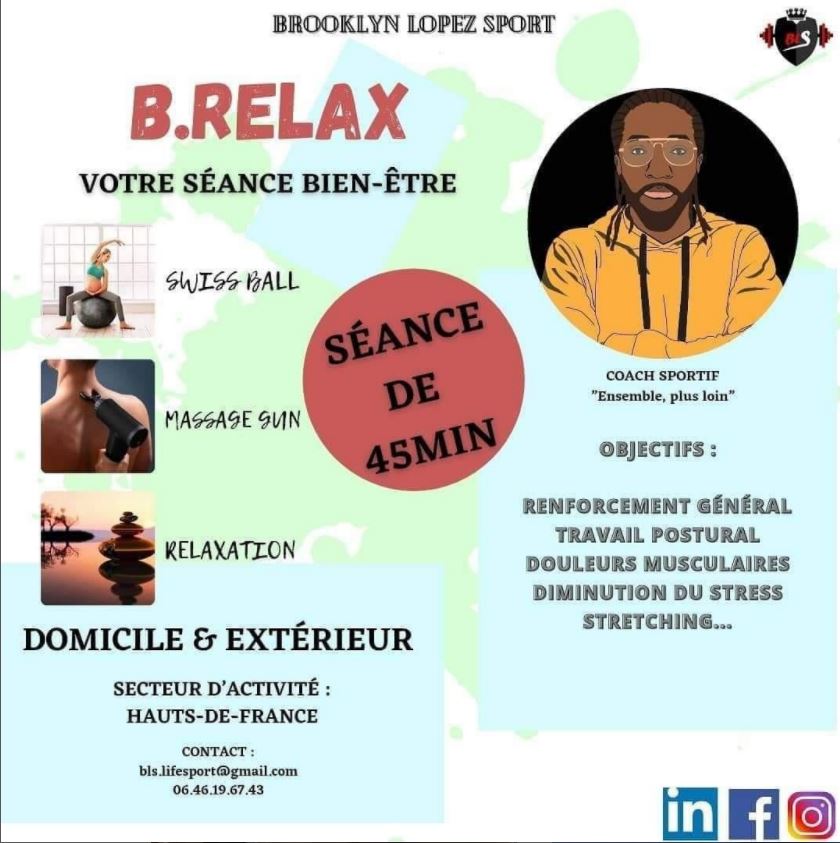 BROOKLYN LOPEZ SPORT
BLS
B.RELAX
VOTRE SÉANCE BIEN-ÊTRE
SWISS BALL
MASSAGE GUN
RELAXATION
SÉANCE
DE
45MIN
COACH SPORTIF
"Ensemble, plus loin"
OBJECTIFS :
RENFORCEMENT GÉNÉRAL
TRAVAIL POSTURAL
DOULEURS MUSCULAIRES
DIMINUTION DU STRESS
STRETCHING...
DOMICILE & EXTÉRIEUR
SECTEUR D'ACTIVITÉ :
HAUTS-DE-FRANCE
CONTACT :
bls.lifesport@gmail.com
06.46.19.67.43
in f